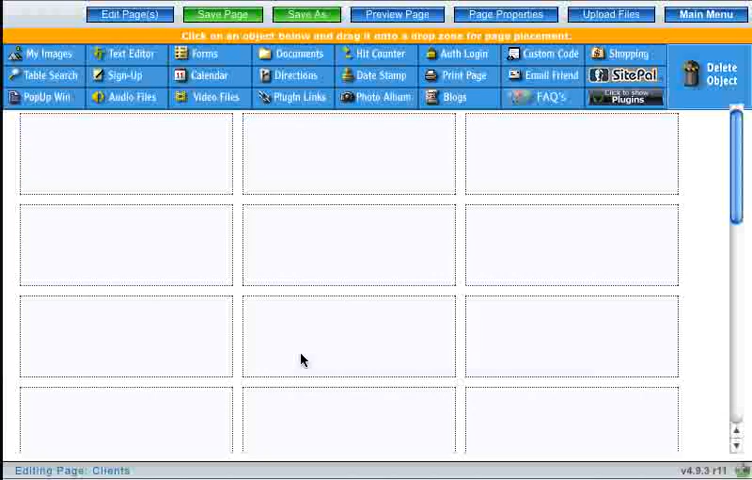 Edit Page(s) Save Page Save As Preview Page Page Properties Upload Files Main Menu
Click on an object below and drag it onto a drop zone for page placement.
My Images Text Editor Forms Documents Hit Counter Auth Login Custom Code Shopping
Table Search Sign-Up Calendar Directions Date Stamp Print Page Email Friend SitePal
PopUp Win Audio Files Video Files PlugIn Links Photo Album Blogs FAQ's Click to show
Plugins
Delete
Object
Editing Page: Clients v4.9.3 r11